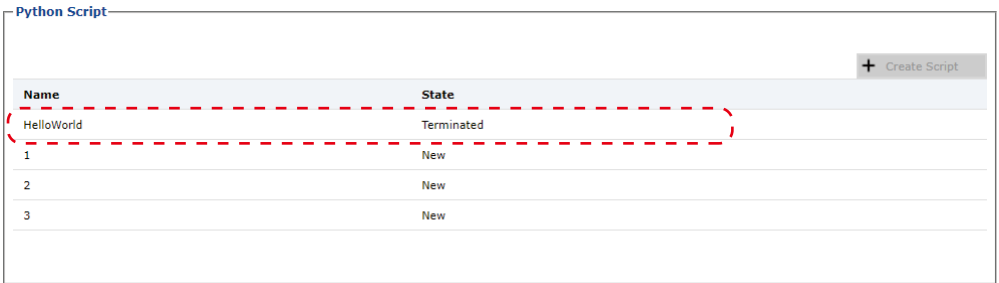 Python Script
+ Create Script
Name State
HelloWorld Terminated
1 New
2 New
3 New